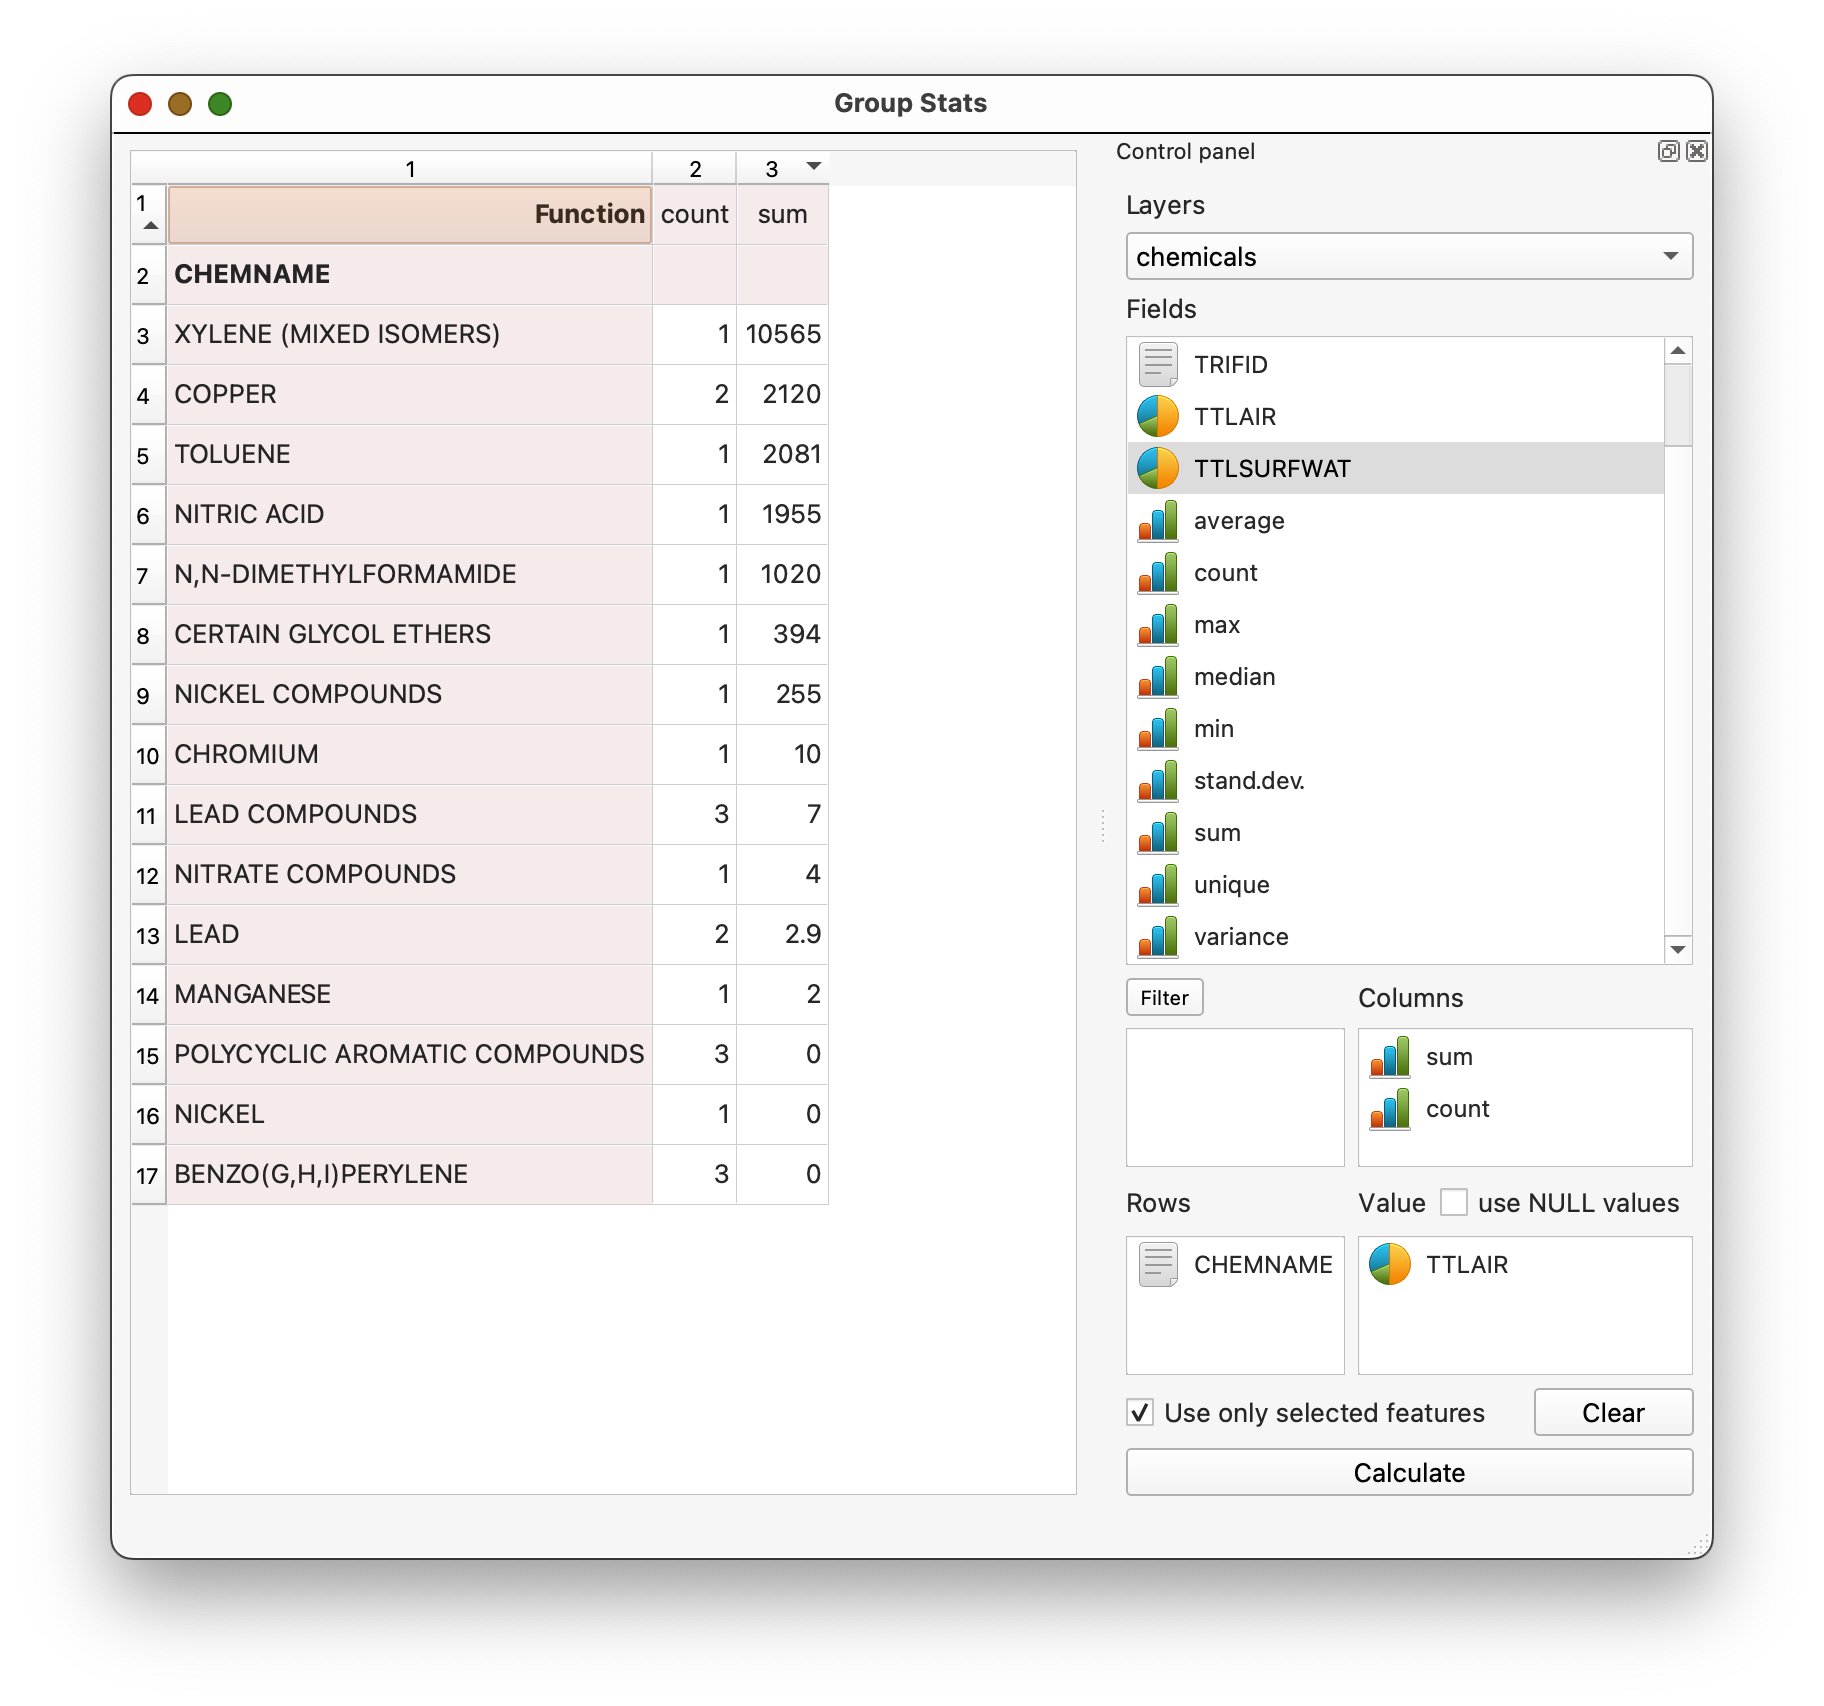 Group Stats
1 2 3
1 Function count sum
2 CHEMNAME
3 XYLENE (MIXED ISOMERS) 1 10565
4 COPPER 2 2120
5 TOLUENE 1 2081
6 NITRIC ACID 1 1955
7 N,N-DIMETHYLFORMAMIDE 1 1020
8 CERTAIN GLYCOL ETHERS 1 394
9 NICKEL COMPOUNDS 1 255
10 CHROMIUM 1 10
11 LEAD COMPOUNDS 3 7
12 NITRATE COMPOUNDS 1 4
13 LEAD 2 2.9
14 MANGANESE 1 2
15 POLYCYCLIC AROMATIC COMPOUNDS 3 0
16 NICKEL 1 0
17 BENZO(G,H,I)PERYLENE 3 0
Control panel
Layers
chemicals
Fields
TRIFID
TTLAIR
TTLSURFWAT
average
count
max
median
min
stand.dev.
sum
unique
variance
Filter
Columns
sum
count
Rows
CHEMNAME
Value use NULL values
TTLAIR
Use only selected features
Clear
Calculate